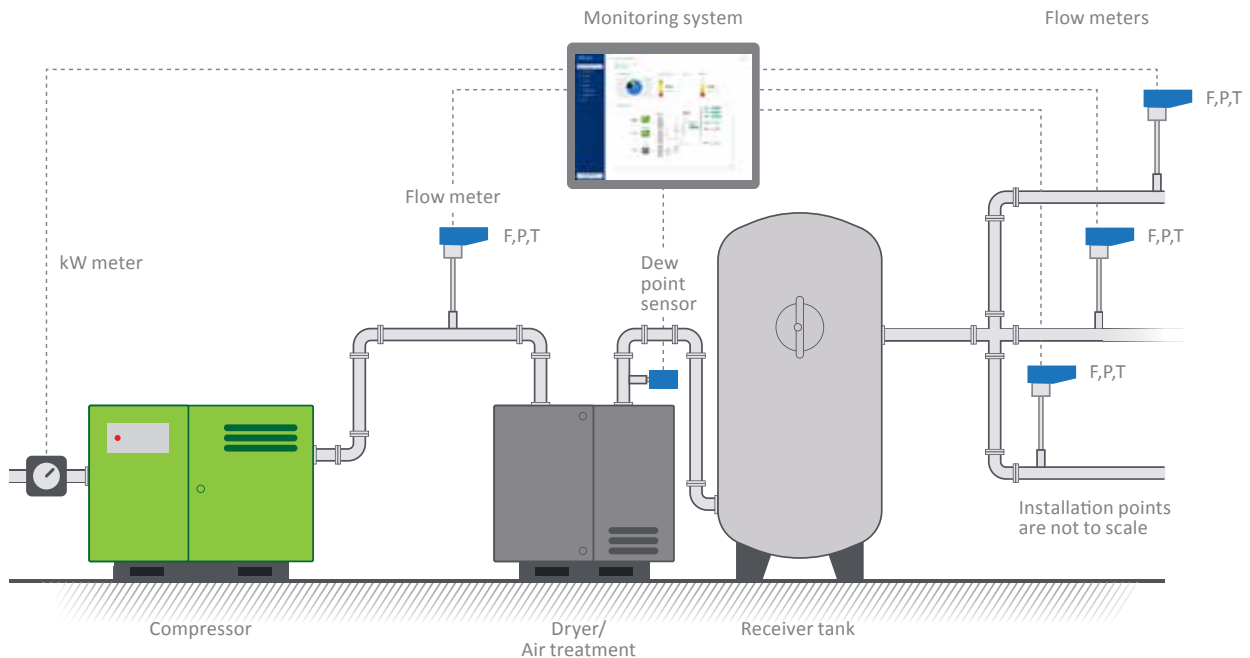 Monitoring system
Flow meters
F,P,T
Flow meter
F,P,T
F,P,T
kW meter
Dew
point
sensor
F,P,T
Installation points
are not to scale
Compressor
Dryer/
Air treatment
Receiver tank